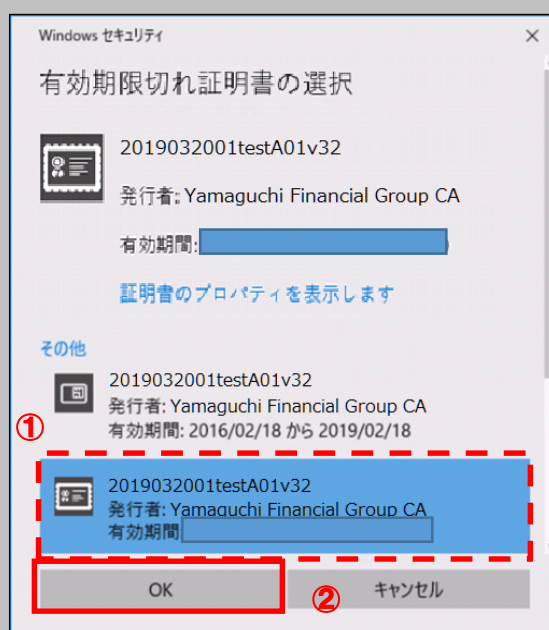 Windows セキュリティ
有効期限切れ証明書の選択
2019032001testA01v32
発行者: Yamaguchi Financial Group CA
有効期間:
証明書のプロパティを表示します
その他
2019032001testA01v32
発行者: Yamaguchi Financial Group CA
有効期間: 2016/02/18 から 2019/02/18
①
2019032001testA01v32
発行者: Yamaguchi Financial Group CA
有効期間
OK
②
キャンセル